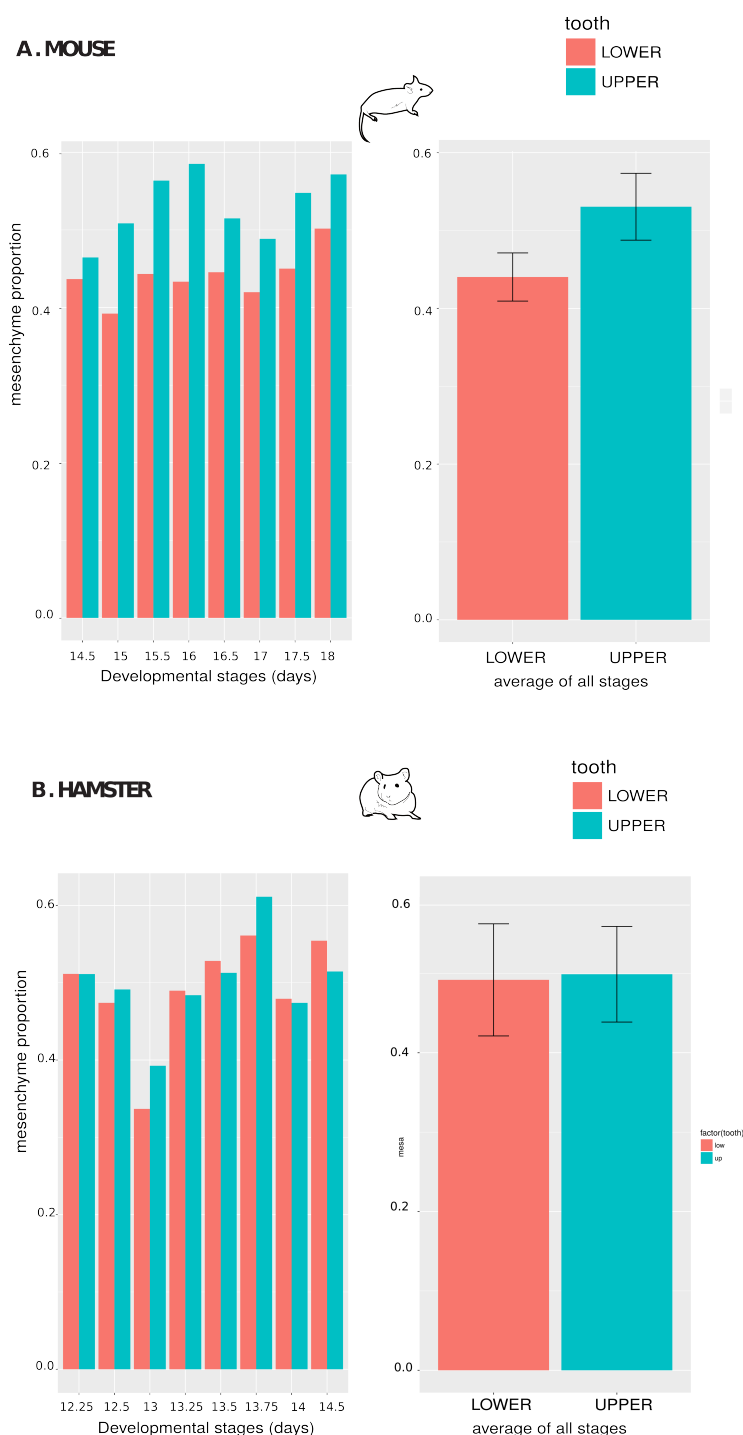 A. MOUSE
tooth
LOWER
UPPER
mesenchyme proportion
0.6
0.4
0.2
0.0
14.5 15 15.5 16 16.5 17 17.5 18
Developmental stages (days)
0.6
0.4
0.2
0.0
LOWER UPPER
average of all stages
B. HAMSTER
tooth
LOWER
UPPER
mesenchyme proportion
0.6
0.4
0.2
0.0
12.25 12.5 13 13.25 13.5 13.75 14 14.5
Developmental stages (days)
mesa
0.6
0.4
0.2
0.0
LOWER UPPER
average of all stages
factor(tooth)
low
up